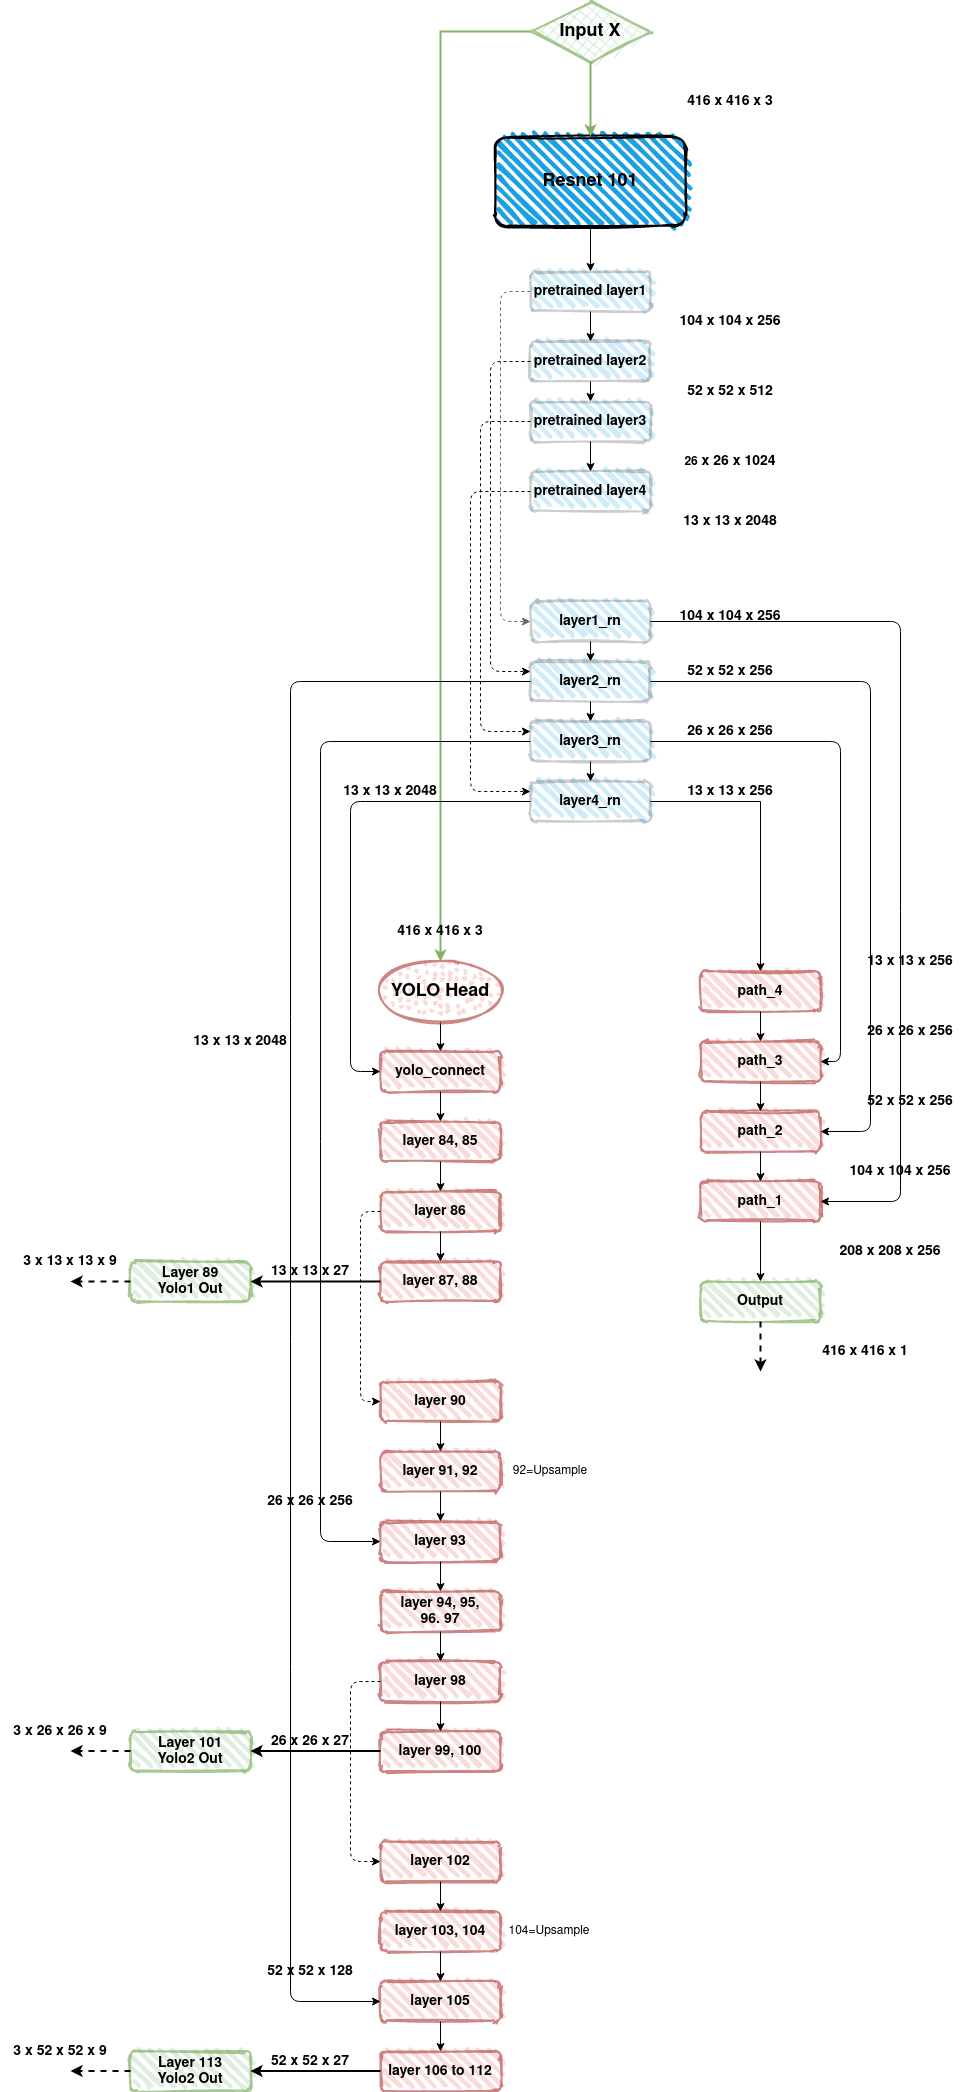 Input X
416 x 416 x 3
Resnet 101
pretrained layer1
104 x 104 x 256
pretrained layer2
52 x 52 x 512
pretrained layer3
26 x 26 x 1024
pretrained layer4
13 x 13 x 2048
layer1_rn
104 x 104 x 256
layer2_rn
52 x 52 x 256
layer3_rn
26 x 26 x 256
13 x 13 x 2048
layer4_rn
13 x 13 x 256
416 x 416 x 3
YOLO Head
13 x 13 x 256
path_4
13 x 13 x 2048
26 x 26 x 256
yolo_connect
path_3
52 x 52 x 256
layer 84, 85
path_2
104 x 104 x 256
layer 86
path_1
208 x 208 x 256
3 x 13 x 13 x 9
Layer 89
Yolo1 Out
13 x 13 x 27
layer 87, 88
Output
416 x 416 x 1
layer 90
layer 91, 92
92=Upsample
26 x 26 x 256
layer 93
layer 94, 95,
96. 97
layer 98
3 x 26 x 26 x 9
Layer 101
Yolo2 Out
26 x 26 x 27
layer 99, 100
layer 102
layer 103, 104
104=Upsample
52 x 52 x 128
layer 105
3 x 52 x 52 x 9
Layer 113
Yolo2 Out
52 x 52 x 27
layer 106 to 112